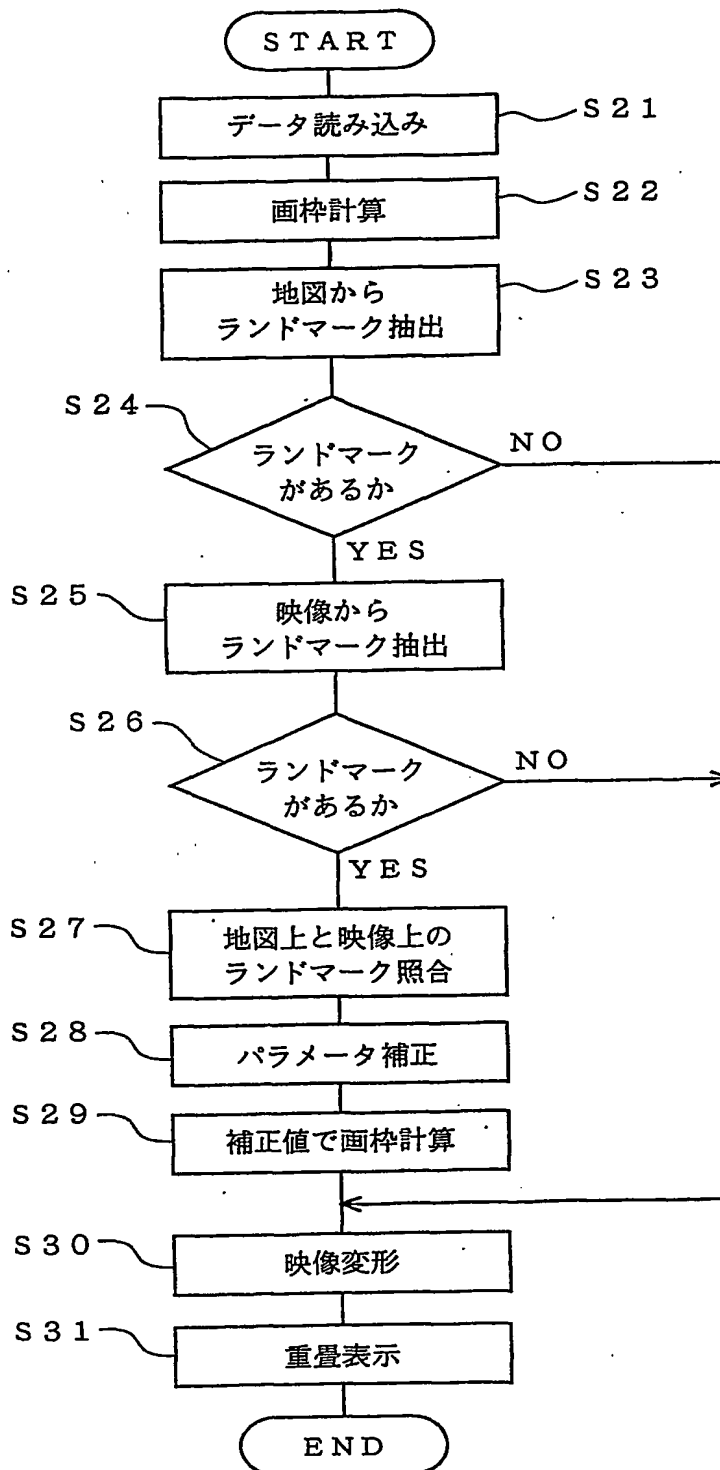 START
データ読み込み
S21
画枠計算
S22
地図から
ランドマーク抽出
S23
S24
ランドマーク
があるか
NO
YES
S25
映像から
ランドマーク抽出
S26
ランドマーク
があるか
NO
YES
S27
地図上と映像上の
ランドマーク照合
S28
パラメータ補正
S29
補正値で画枠計算
S30
映像変形
S31
重畳表示
END